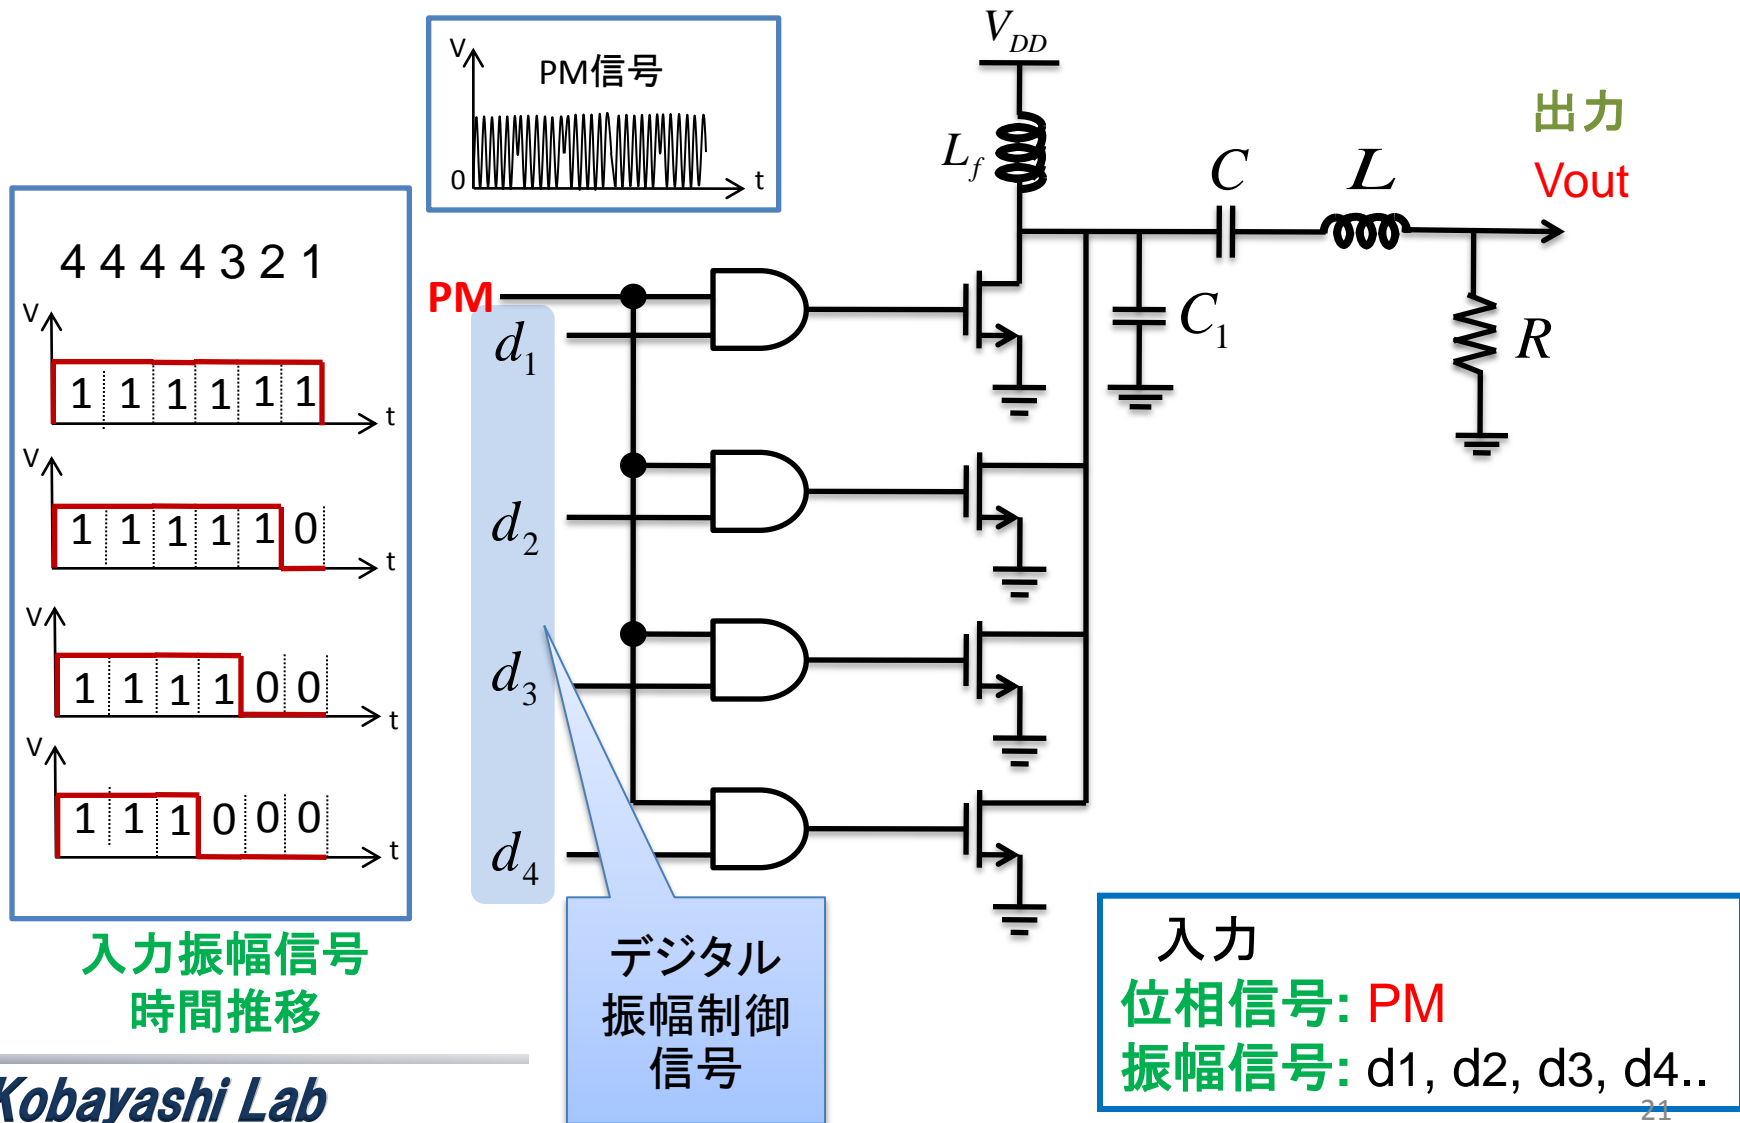 V
PM信号
0
t
4 4 4 4 3 2 1
V
1 1 1 1 1 1
t
V
1 1 1 1 1 0
t
V
1 1 1 1 0 0
t
V
1 1 1 0 0 0
t
入力振幅信号
時間推移
PM
d1
d2
d3
d4
デジタル
振幅制御
信号
VDD
Lf
C
L
C1
R
出力
Vout
入力
位相信号: PM
振幅信号: d1, d2, d3, d4..
Kobayashi Lab
21